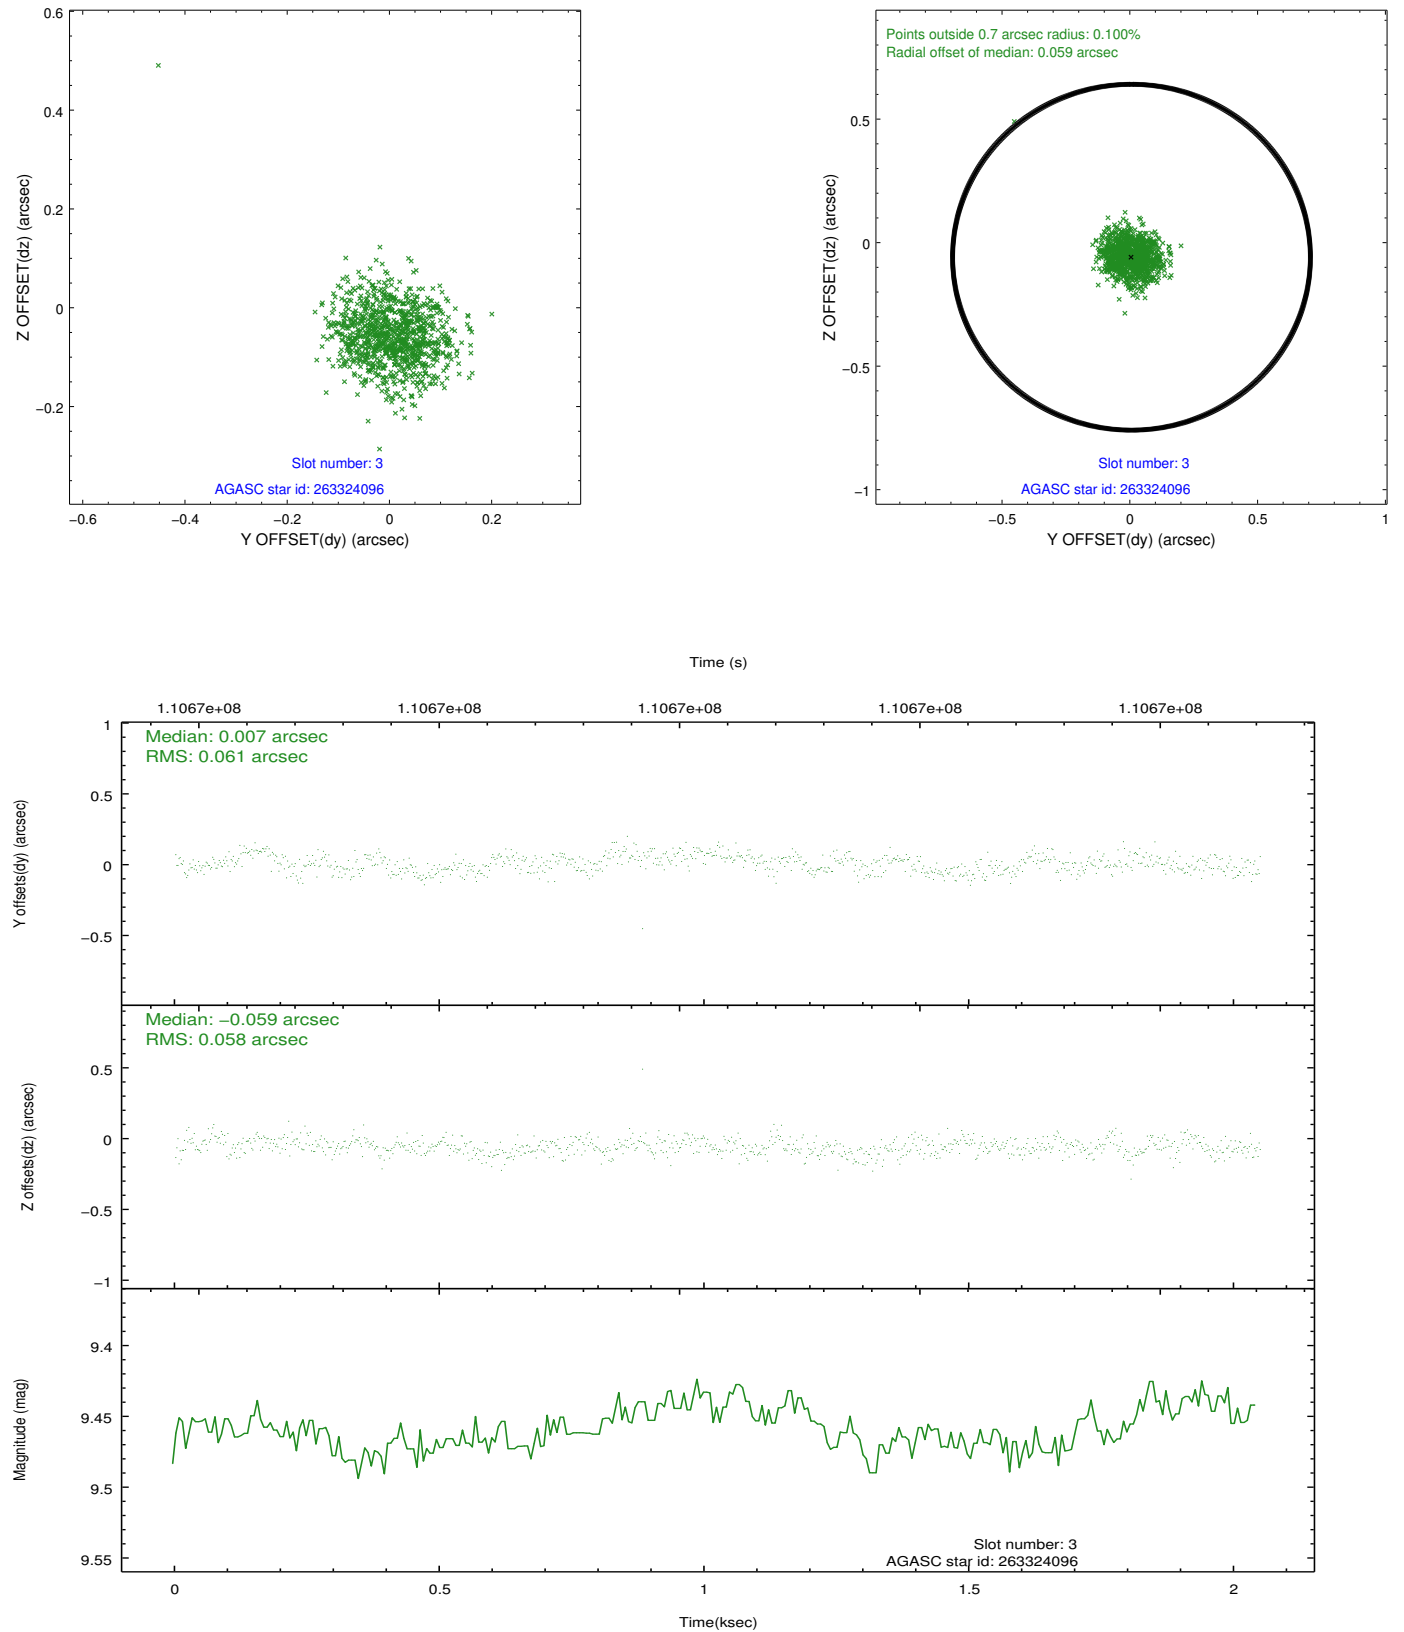 0.6
0.4
0.2
0
−0.2
Z OFFSET(dz) (arcsec)
Slot number: 3
AGASC star id: 263324096
−0.6 −0.4 −0.2 0 0.2
Y OFFSET(dy) (arcsec)
Points outside 0.7 arcsec radius: 0.100%
Radial offset of median: 0.059 arcsec
0.5
0
−0.5
−1
Z OFFSET(dz) (arcsec)
Slot number: 3
AGASC star id: 263324096
−0.5 0 0.5 1
Y OFFSET(dy) (arcsec)
Time (s)
1.1067e+08 1.1067e+08 1.1067e+08 1.1067e+08 1.1067e+08
Median: 0.007 arcsec
RMS: 0.061 arcsec
1
0.5
0
−0.5
Y offsets(dy) (arcsec)
Median: −0.059 arcsec
RMS: 0.058 arcsec
0.5
0
−0.5
−1
Z offsets(dz) (arcsec)
9.4
9.45
9.5
9.55
Magnitude (mag)
Slot number: 3
AGASC star id: 263324096
0 0.5 1 1.5 2
Time(ksec)